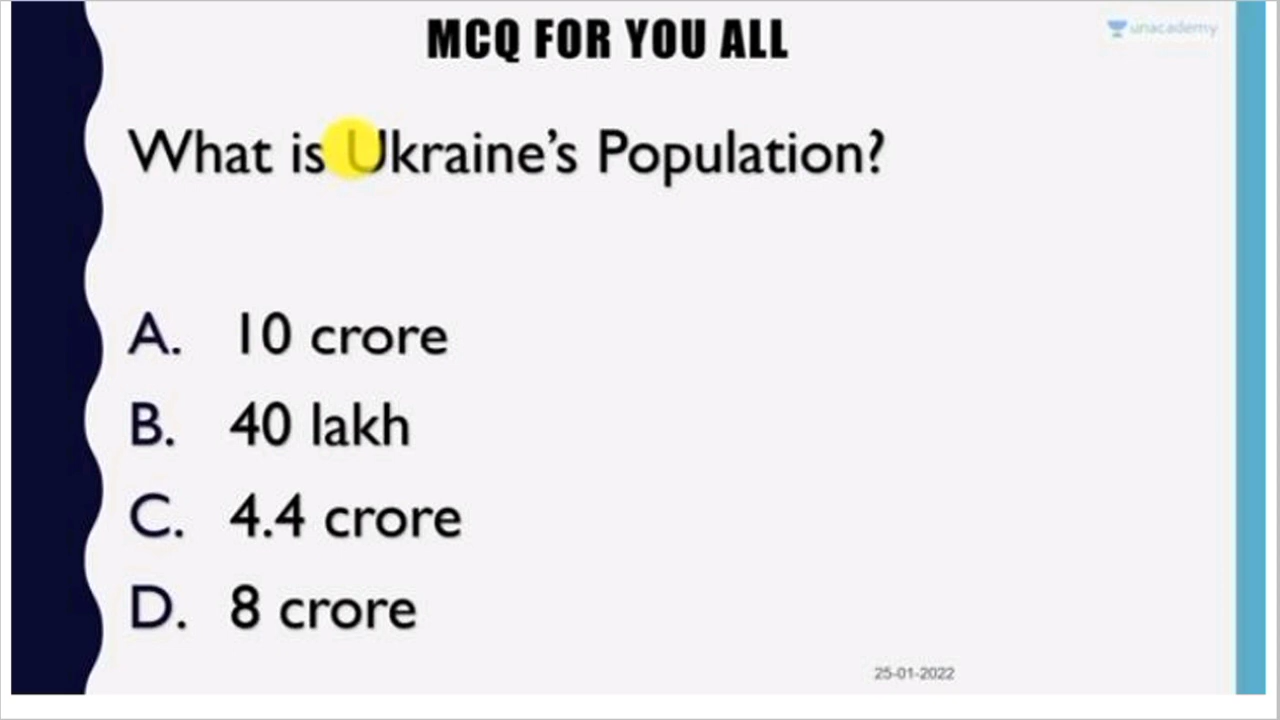 MCQ FOR YOU ALL
unacademy
What is Ukraine's Population?
A. 10 crore
B. 40 lakh
C. 4.4 crore
D. 8 crore
25-01-2022